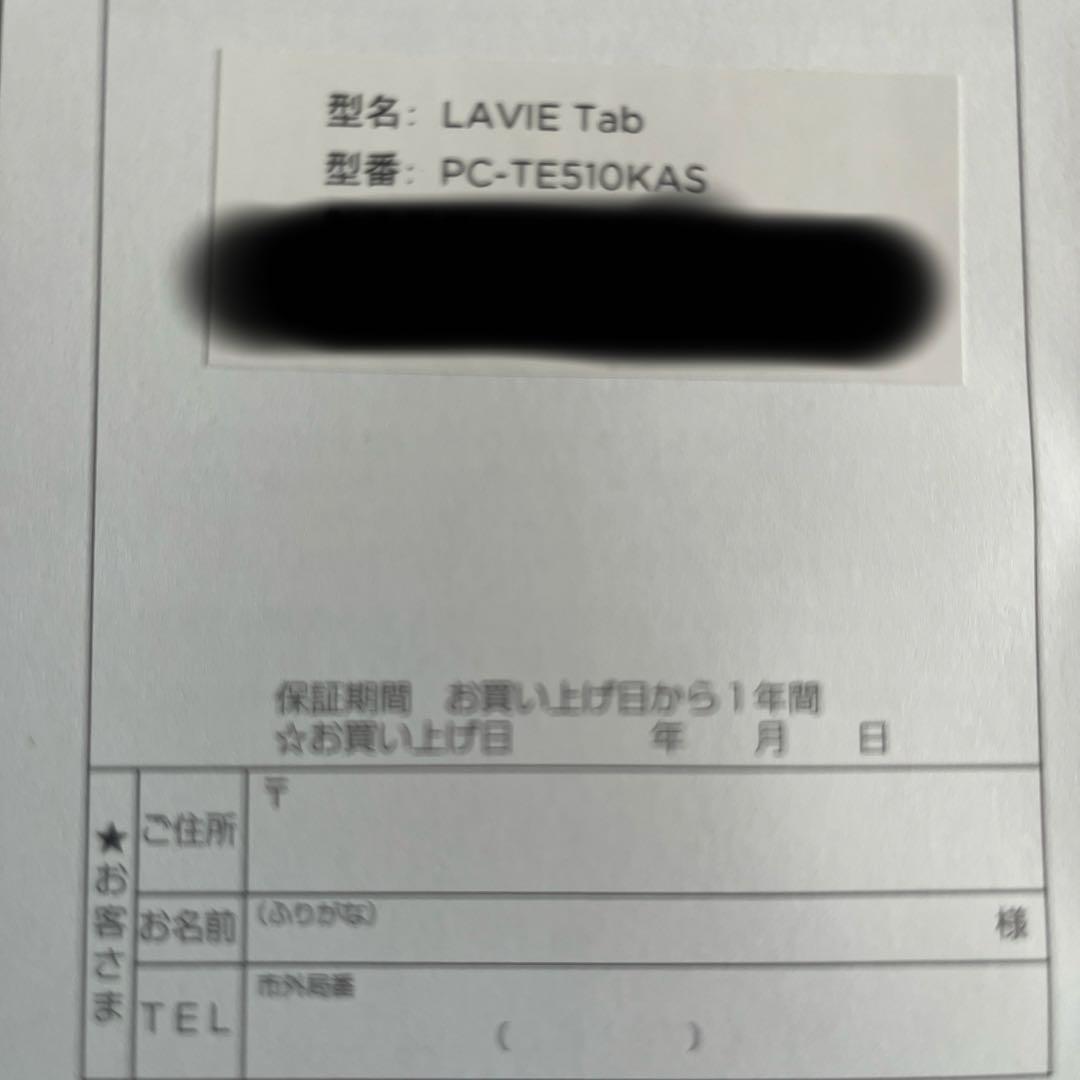 型名: LAVIE Tab
型番: PC-TE510KAS
保証期間 お買い上げ日から1年間
☆お買い上げ日 年 月 日
★お客さま
ご住所 〒
お名前 (ふりがな) 様
TEL 市外局番
( )